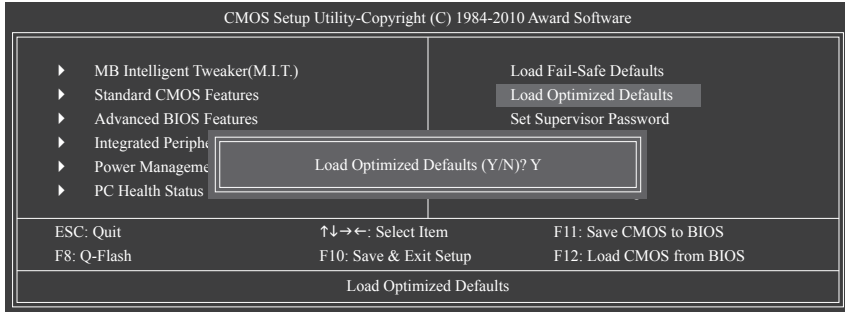 CMOS Setup Utility-Copyright (C) 1984-2010 Award Software
MB Intelligent Tweaker(M.I.T.)
Standard CMOS Features
Advanced BIOS Features
Integrated Periphe
Power Manageme
PC Health Status
Load Fail-Safe Defaults
Load Optimized Defaults
Set Supervisor Password
Load Optimized Defaults (Y/N)? Y
ESC: Quit
↑↓→←: Select Item
F11: Save CMOS to BIOS
F8: Q-Flash
F10: Save & Exit Setup
F12: Load CMOS from BIOS
Load Optimized Defaults